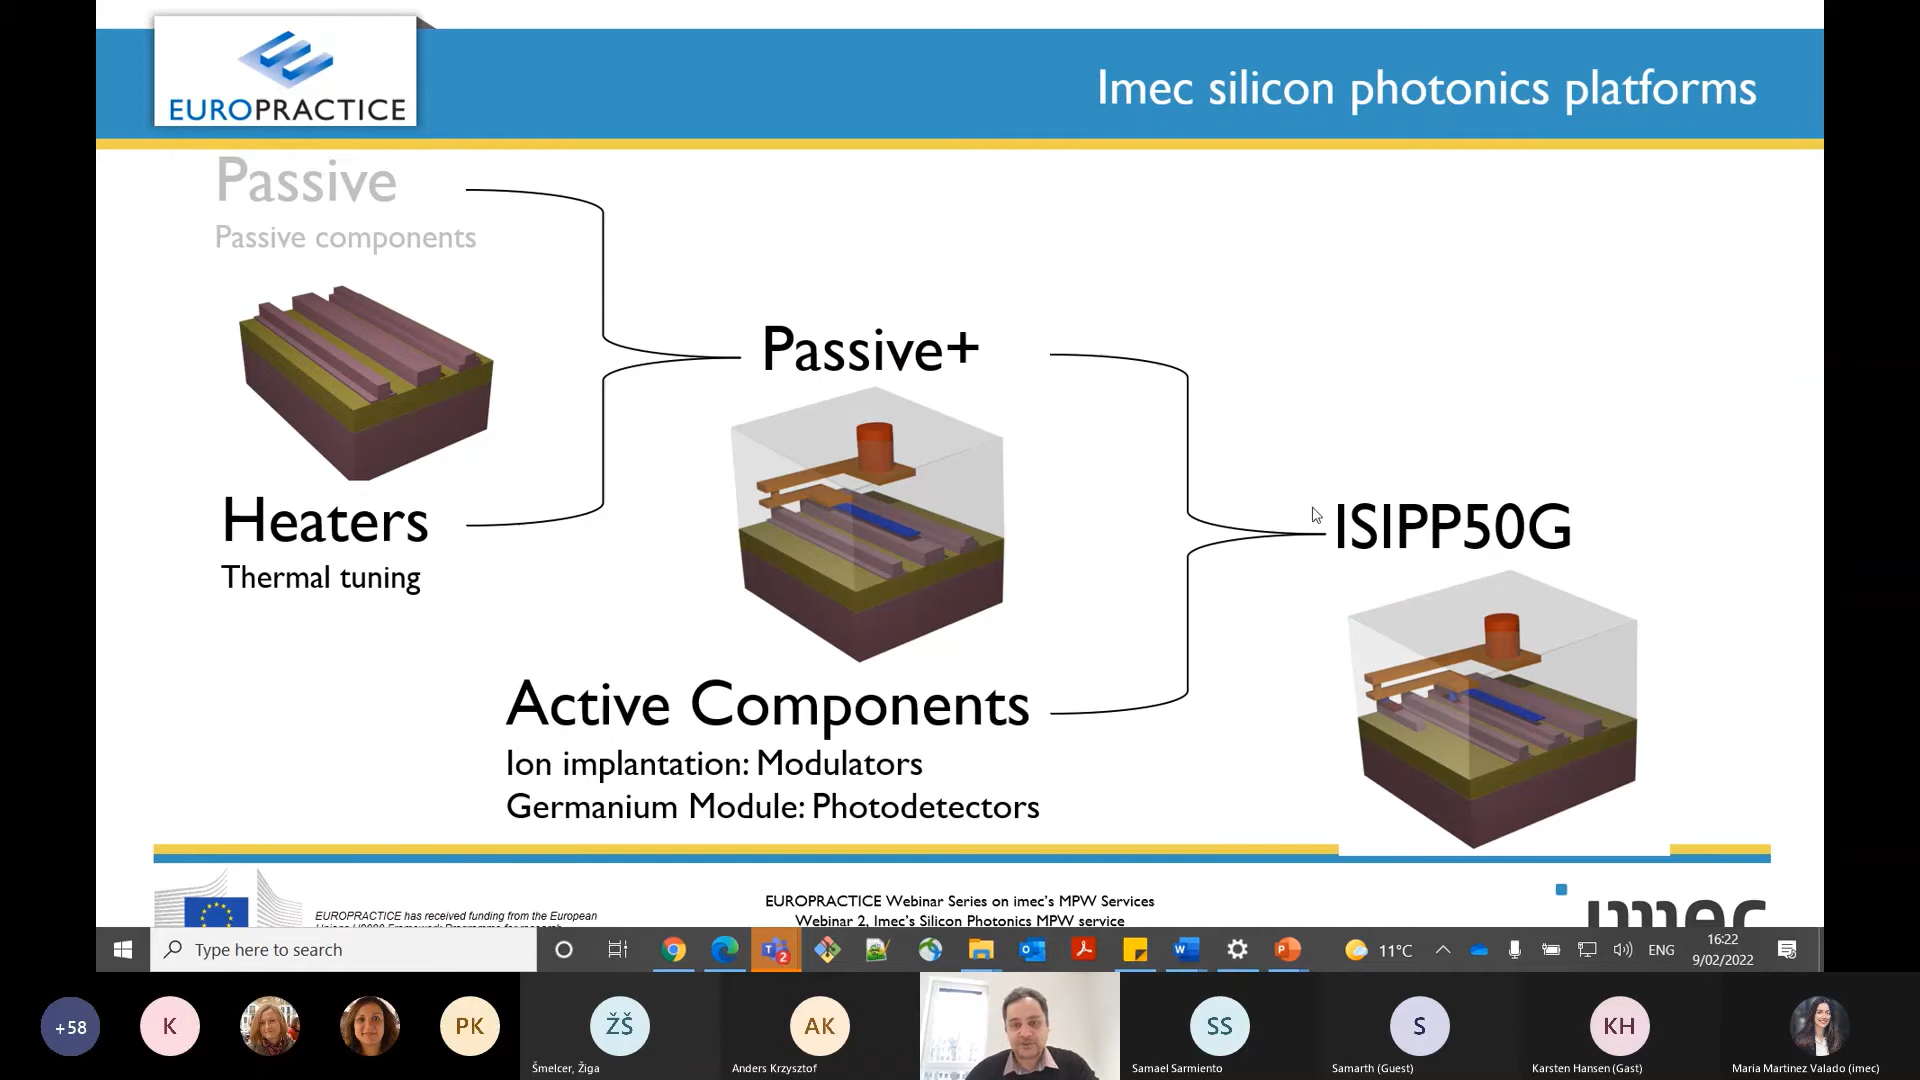 EUROPRACTICE
Imec silicon photonics platforms
Passive
Passive components
Heaters
Thermal tuning
Passive+
Active Components
Ion implantation: Modulators
Germanium Module: Photodetectors
ISIPP50G
EUROPRACTICE has received funding from the European
EUROPRACTICE Webinar Series on imec's MPW Services
Webinar 2, Imec's Silicon Photonics MPW service
imec
Type here to search
2
11°C
ENG
16:22
9/02/2022
+58
K
PK
ŽŠ
Šmelcer, Žiga
AK
Anders Krzysztof
SS
Samael Sarmiento
S
Samarth (Guest)
KH
Karsten Hansen (Gast)
Maria Martinez Valado (imec)